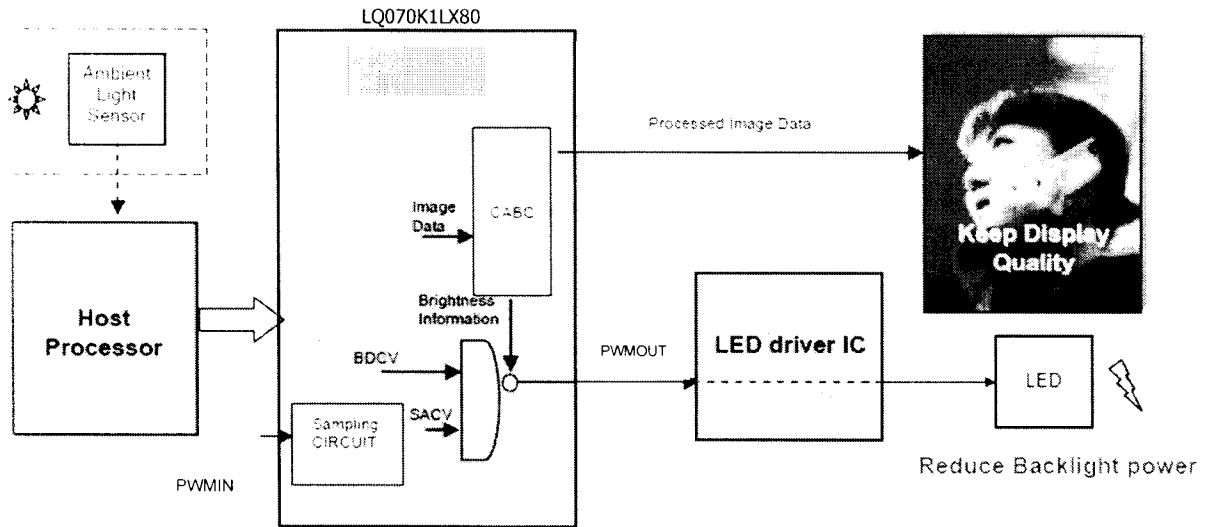 LQ070K1LX80
Ambient
Light
Sensor
Processed Image Data
Image
Data
CABC
Keep Display
Quality
Host
Processor
Brightness
Information
BDCV
PWMOUT
LED driver IC
LED
SACV
Sampling
CIRCUIT
PWMIN
Reduce Backlight power